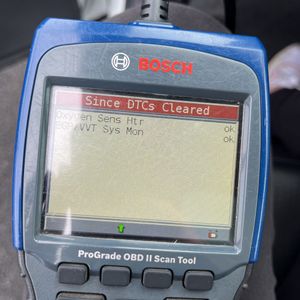 BOSCH
Since DTCs Cleared
Oxygen Sens Htr ok
EGR/VVT Sys Mon ok
ProGrade OBD II Scan Tool